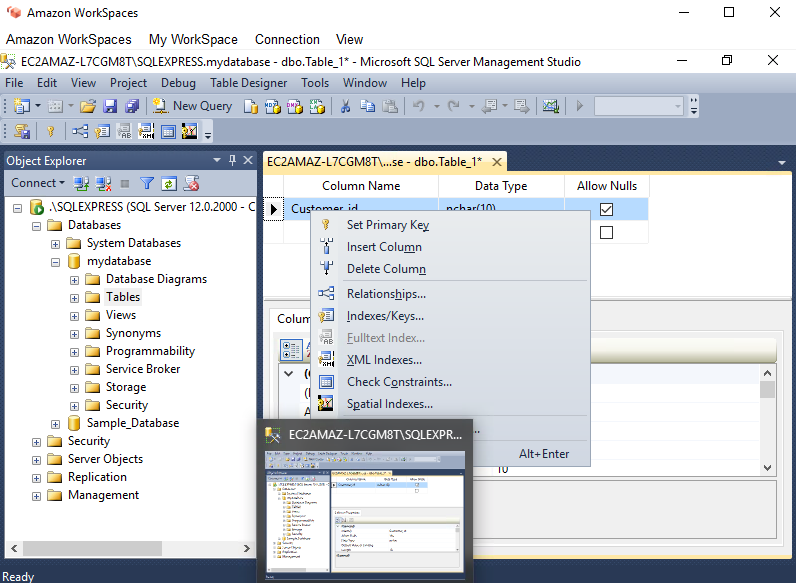 Amazon WorkSpaces
Amazon WorkSpaces My WorkSpace Connection View
EC2AMAZ-L7CGM8T\SQLEXPRESS.mydatabase - dbo.Table_1* - Microsoft SQL Server Management Studio
File Edit View Project Debug Table Designer Tools Window Help
New Query
Object Explorer
Connect
.\SQLEXPRESS (SQL Server 12.0.2000 - C
Databases
System Databases
mydatabase
Database Diagrams
Tables
Views
Synonyms
Programmability
Service Broker
Storage
Security
Sample_Database
Security
Server Objects
Replication
Management
EC2AMAZ-L7CGM8T\...se - dbo.Table_1*
Column Name Data Type Allow Nulls
Customer_id nchar(10)
Set Primary Key
Insert Column
Delete Column
Relationships...
Indexes/Keys...
Fulltext Index...
XML Indexes...
Check Constraints...
Spatial Indexes...
Alt+Enter
Colum
10
EC2AMAZ-L7CGM8T\SQLEXPR...
Ready